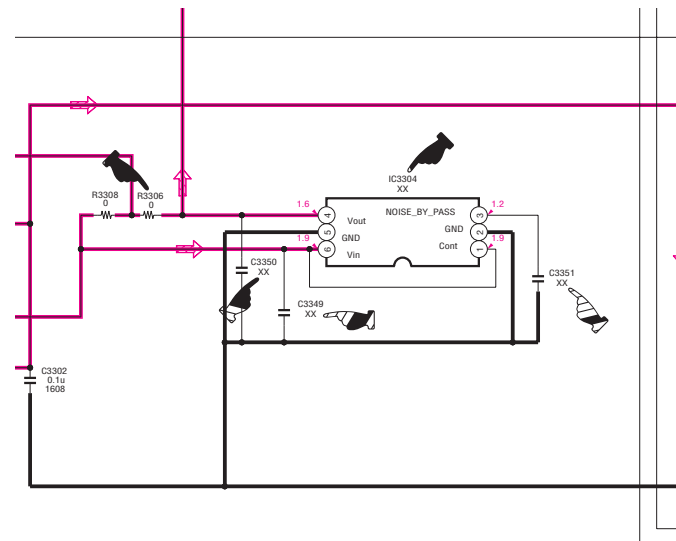 IC3304
XX
R3308
0
R3306
0
1.6
NOISE_BY_PASS
1.2
4
Vout
3
5
GND
GND
2
1.9
6
Vin
Cont
1
1.9
C3350
XX
C3351
XX
C3349
XX
C3302
0.1u
1608